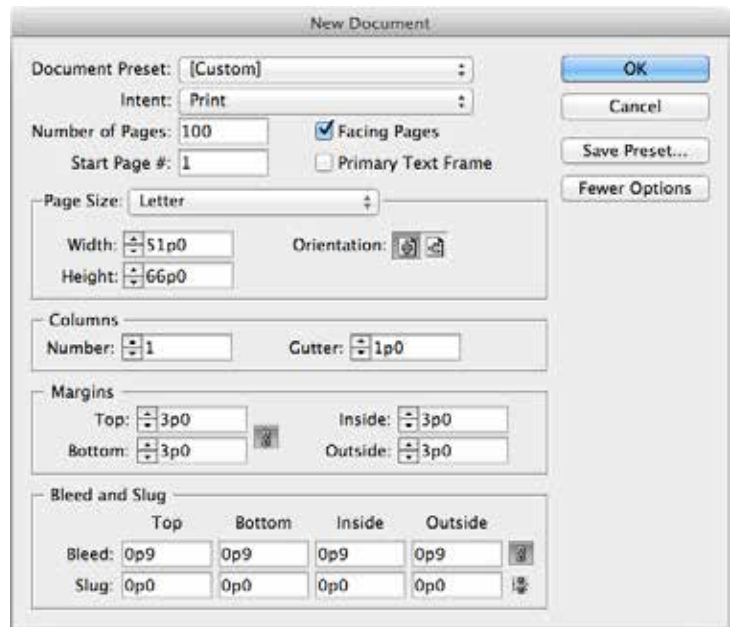 New Document
Document Preset: [Custom]
OK
Intent: Print
Cancel
Number of Pages: 100
Facing Pages
Save Preset...
Start Page #: 1
Primary Text Frame
Fewer Options
Page Size: Letter
Width: 51p0
Orientation:
Height: 66p0
Columns
Number: 1
Gutter: 1p0
Margins
Top: 3p0
Inside: 3p0
Bottom: 3p0
Outside: 3p0
Bleed and Slug
Top Bottom Inside Outside
Bleed: 0p9 0p9 0p9 0p9
Slug: 0p0 0p0 0p0 0p0